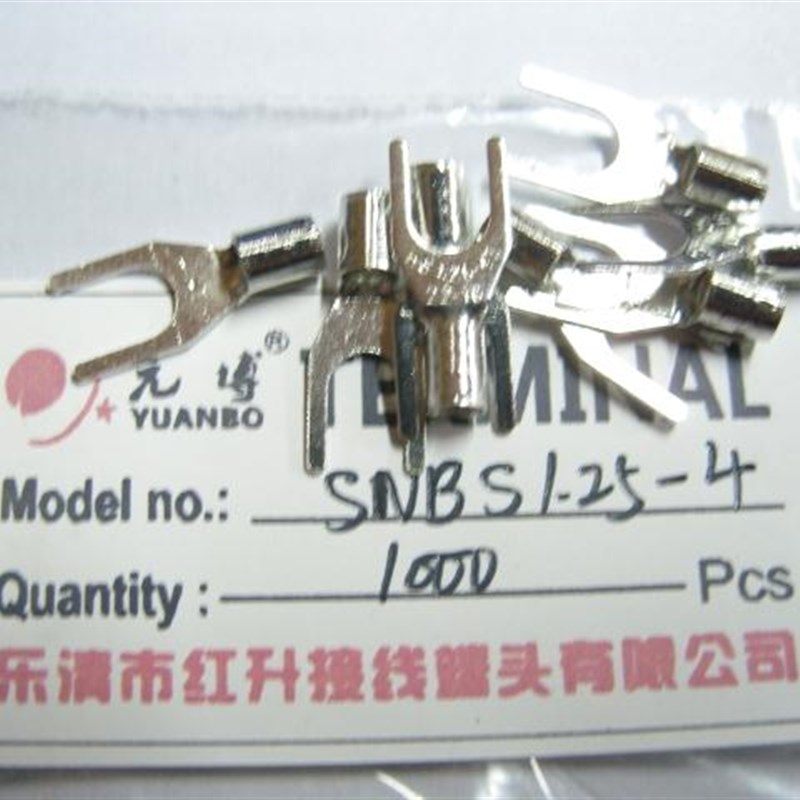 元博®
YUANBO
TERMINAL
Model no.: SNBS1.25-4
Quantity: 1000 Pcs
乐清市红升接线端头有限公司